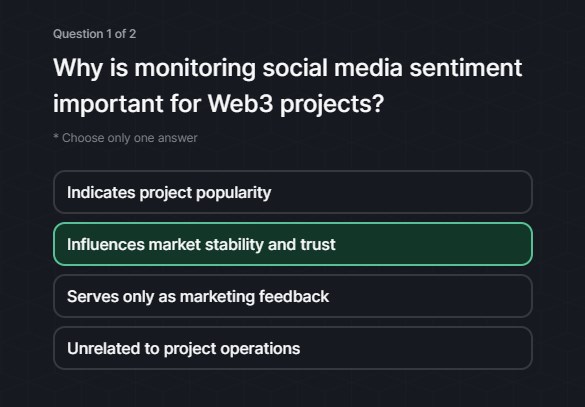 Question 1 of 2
Why is monitoring social media sentiment
important for Web3 projects?
* Choose only one answer
Indicates project popularity
Influences market stability and trust
Serves only as marketing feedback
Unrelated to project operations